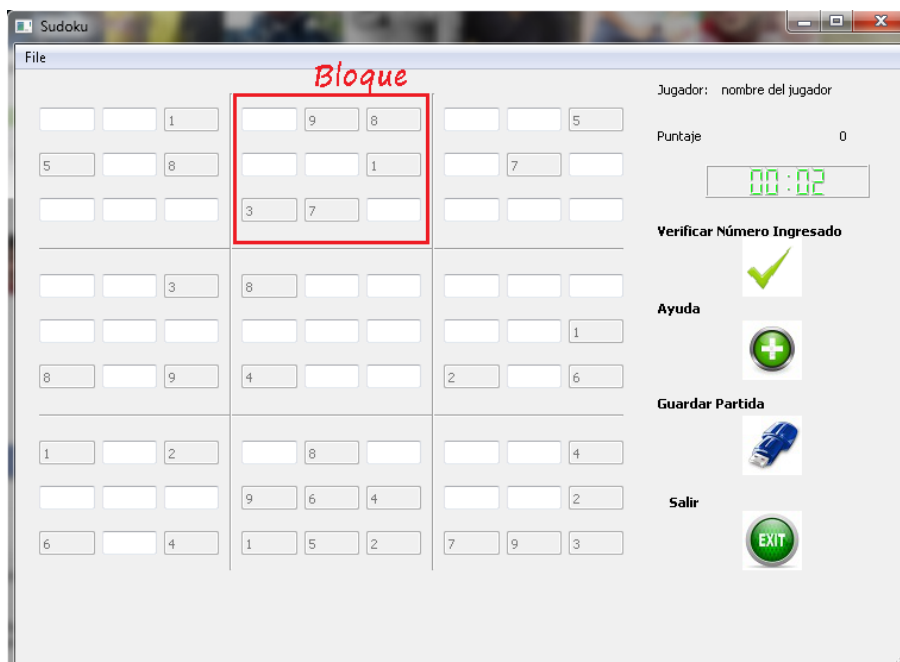 Sudoku
File
Bloque
1 9 8 5
5 8 1 7
3 7
3 8
1
8 9 4 2 6
1 2 8 4
9 6 4 2
6 4 1 5 2 7 9 3
Jugador: nombre del jugador
Puntaje 0
00:02
Verificar Número Ingresado
Ayuda
Guardar Partida
Salir
EXIT